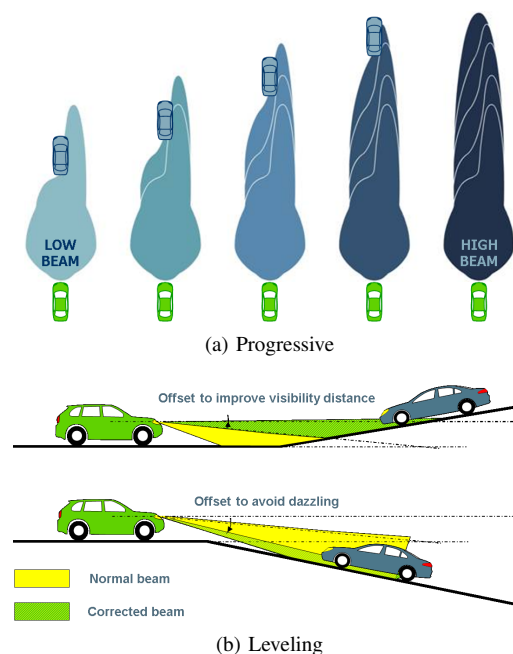 LOW
BEAM
HIGH
BEAM
(a) Progressive
Offset to improve visibility distance
Offset to avoid dazzling
Normal beam
Corrected beam
(b) Leveling